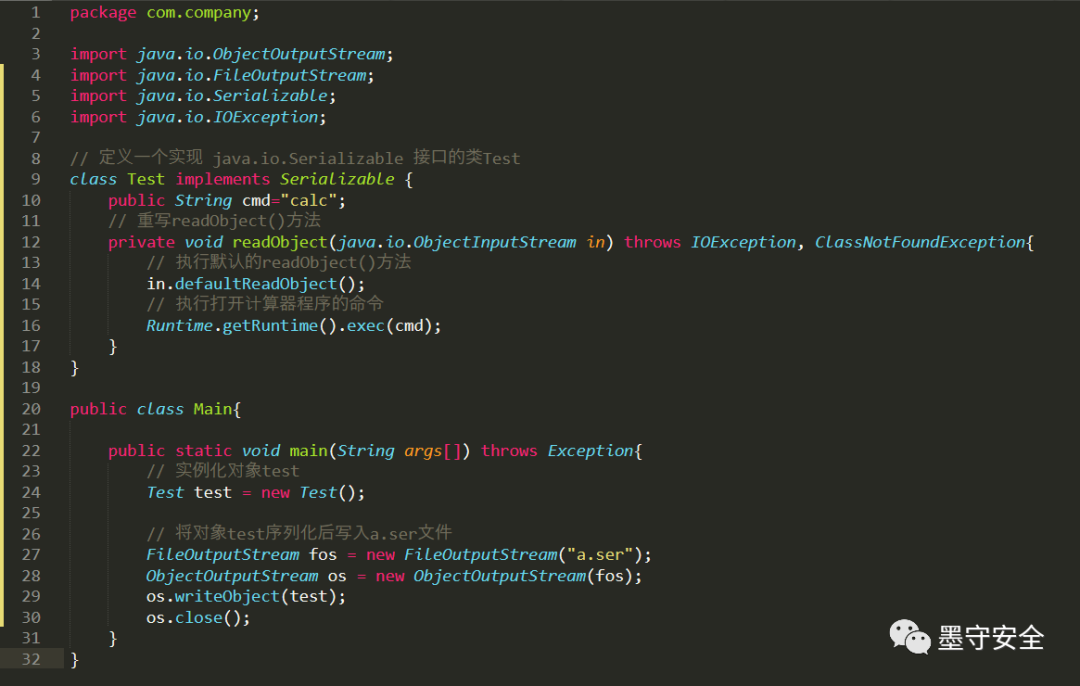 1 package com.company;
2
3 import java.io.ObjectOutputStream;
4 import java.io.FileOutputStream;
5 import java.io.Serializable;
6 import java.io.IOException;
7
8 // 定义一个实现 java.io.Serializable 接口的类Test
9 class Test implements Serializable {
10     public String cmd="calc";
11     // 重写readObject()方法
12     private void readObject(java.io.ObjectInputStream in) throws IOException, ClassNotFoundException{
13         // 执行默认的readObject()方法
14         in.defaultReadObject();
15         // 执行打开计算器程序的命令
16         Runtime.getRuntime().exec(cmd);
17     }
18 }
19
20 public class Main{
21
22     public static void main(String args[]) throws Exception{
23         // 实例化对象test
24         Test test = new Test();
25
26         // 将对象test序列化后写入a.ser文件
27         FileOutputStream fos = new FileOutputStream("a.ser");
28         ObjectOutputStream os = new ObjectOutputStream(fos);
29         os.writeObject(test);
30         os.close();
31     }
32 }
墨守安全